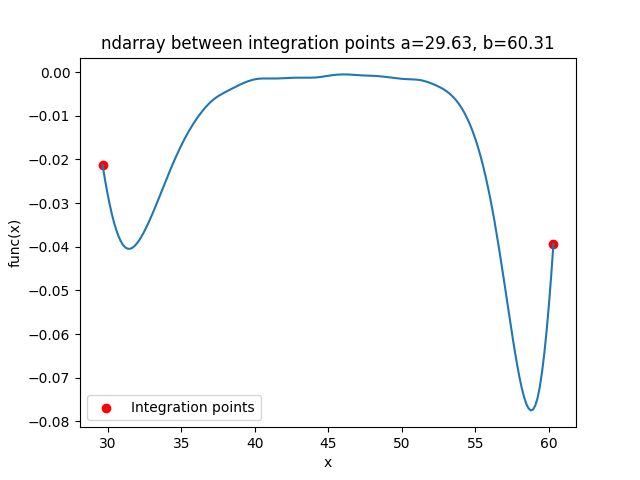 ndarray between integration points a=29.63, b=60.31
0.00
−0.01
−0.02
−0.03
−0.04
−0.05
−0.06
−0.07
−0.08
func(x)
Integration points
30 35 40 45 50 55 60
x